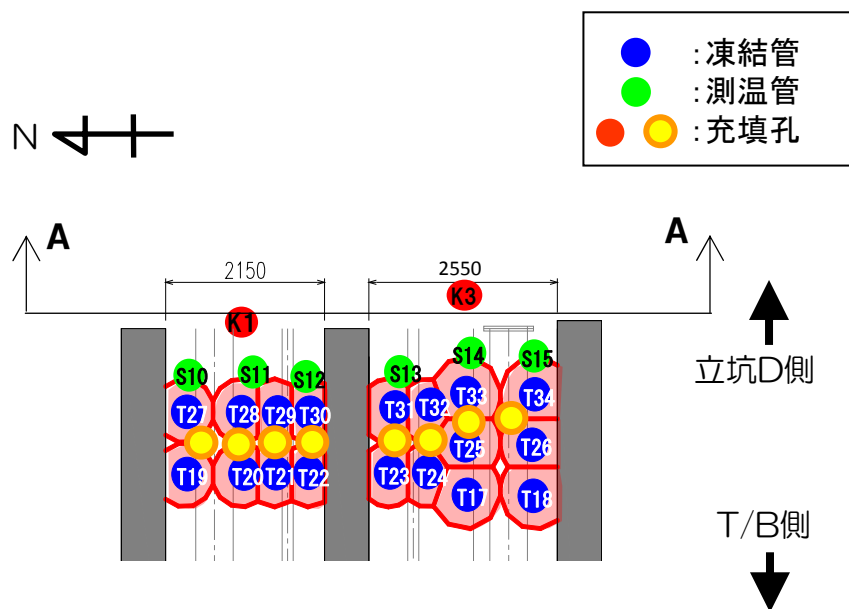 :凍結管
:測温管
:充填孔
N
A
A
2150
2550
K1
K3
立坑D側
S10
S11
S12
S13
S14
S15
T27
T28
T29
T30
T31
T32
T33
T34
T19
T20
T21
T22
T23
T24
T25
T26
T17
T18
T/B側